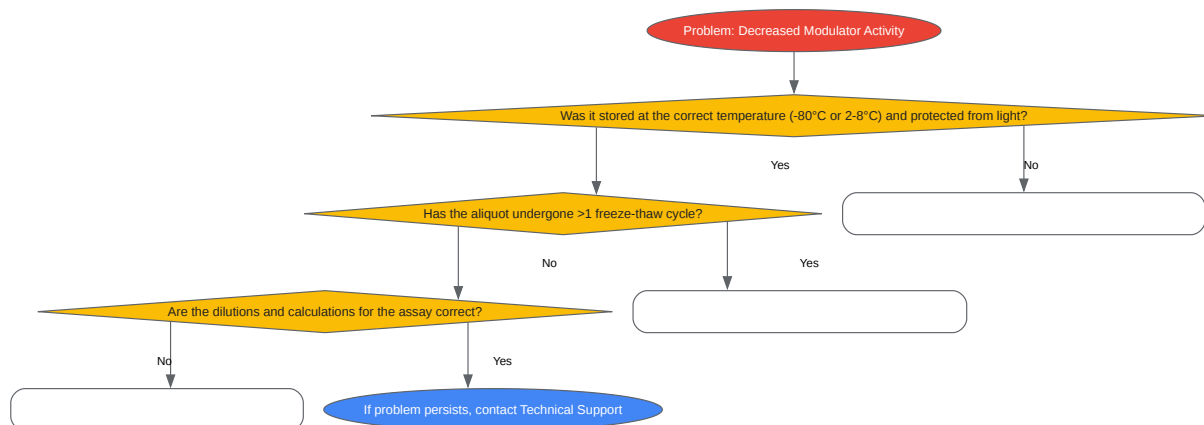 Problem: Decreased Modulator Activity
Was it stored at the correct temperature (-80°C or 2-8°C) and protected from light?
Yes
No
Has the aliquot undergone >1 freeze-thaw cycle?
No
Yes
Are the dilutions and calculations for the assay correct?
No
Yes
If problem persists, contact Technical Support